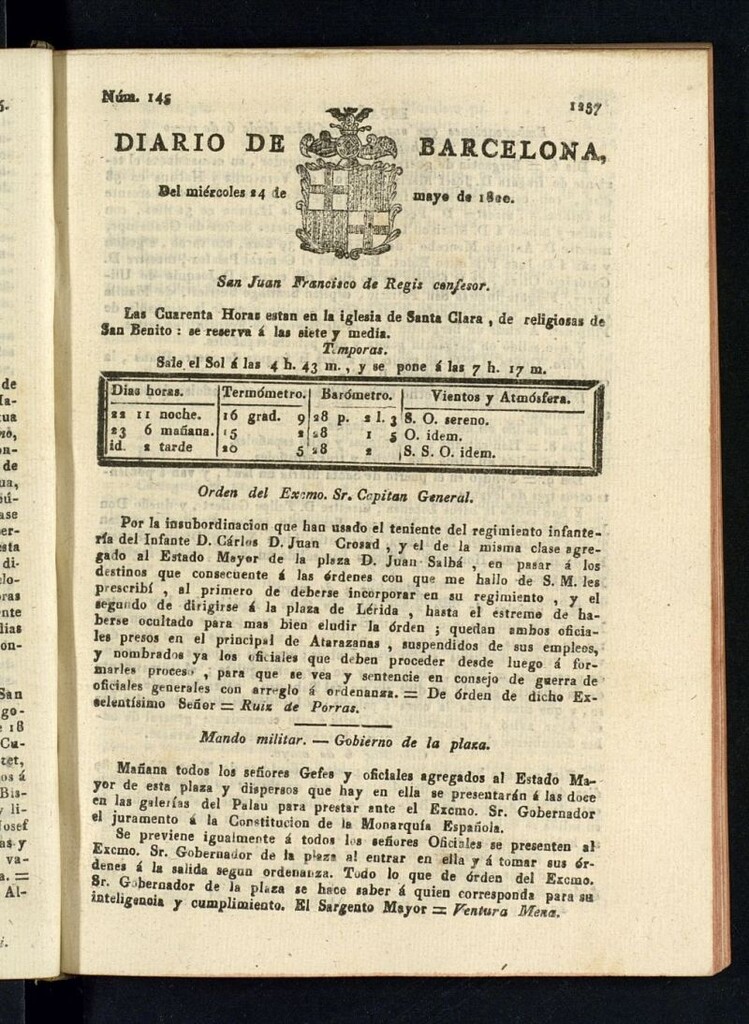 Núm. 145
1257
DIARIO DE BARCELONA,
Del miércoles 24 de mayo de 1820.
San Juan Francisco de Regis confesor.
Las Cuarenta Horas estan en la iglesia de Santa Clara , de religiosas de
San Benito : se reserva á las siete y media.
Témporas.
Sale el Sol á las 4 h. 43 m. , y se pone á las 7 h. 17 m.
Dias horas. Termómetro. Barómetro. Vientos y Atmósfera.
22 11 noche. 16 grad. 9 28 p. 2 l. 3 S. O. sereno.
23 6 mañana. 15 2 28 1 5 O. idem.
id. 2 tarde 20 5 28 2 S. S. O. idem.
Orden del Excmo. Sr. Capitan General.
Por la insubordinacion que han usado el teniente del regimiento infante-
ría del Infante D. Cárlos D. Juan Crosad , y el de la misma clase agre-
gado al Estado Mayor de la plaza D. Juan Salbá , en pasar á los
destinos que consecuente á las órdenes con que me hallo de S. M. les
prescribí , al primero de deberse incorporar en su regimiento , y el
segundo de dirigirse á la plaza de Lérida , hasta el estremo de ha-
berse ocultado para mas bien eludir la órden ; quedan ambos oficia-
les presos en el principal de Atarazanas , suspendidos de sus empleos,
y nombrados ya los oficiales que deben proceder desde luego á for-
marles proceso , para que se vea y sentencie en consejo de guerra de
oficiales generales con arreglo á ordenanza. = De órden de dicho Ex-
selentísimo Señor = Ruiz de Porras.
Mando militar. — Gobierno de la plaza.
Mañana todos los señores Gefes y oficiales agregados al Estado Ma-
yor de esta plaza y dispersos que hay en ella se presentarán á las doce
en las galerías del Palau para prestar ante el Excmo. Sr. Gobernador
el juramento á la Constitucion de la Monarquía Española.
Se previene igualmente á todos los señores Oficiales se presenten al
Excmo. Sr. Gobernador de la plaza al entrar en ella y á tomar sus ór-
denes á la salida segun ordenanza. Todo lo que de órden del Excmo.
Sr. Gobernador de la plaza se hace saber á quien corresponda para su
inteligencia y cumplimiento. El Sargento Mayor = Ventura Mena.